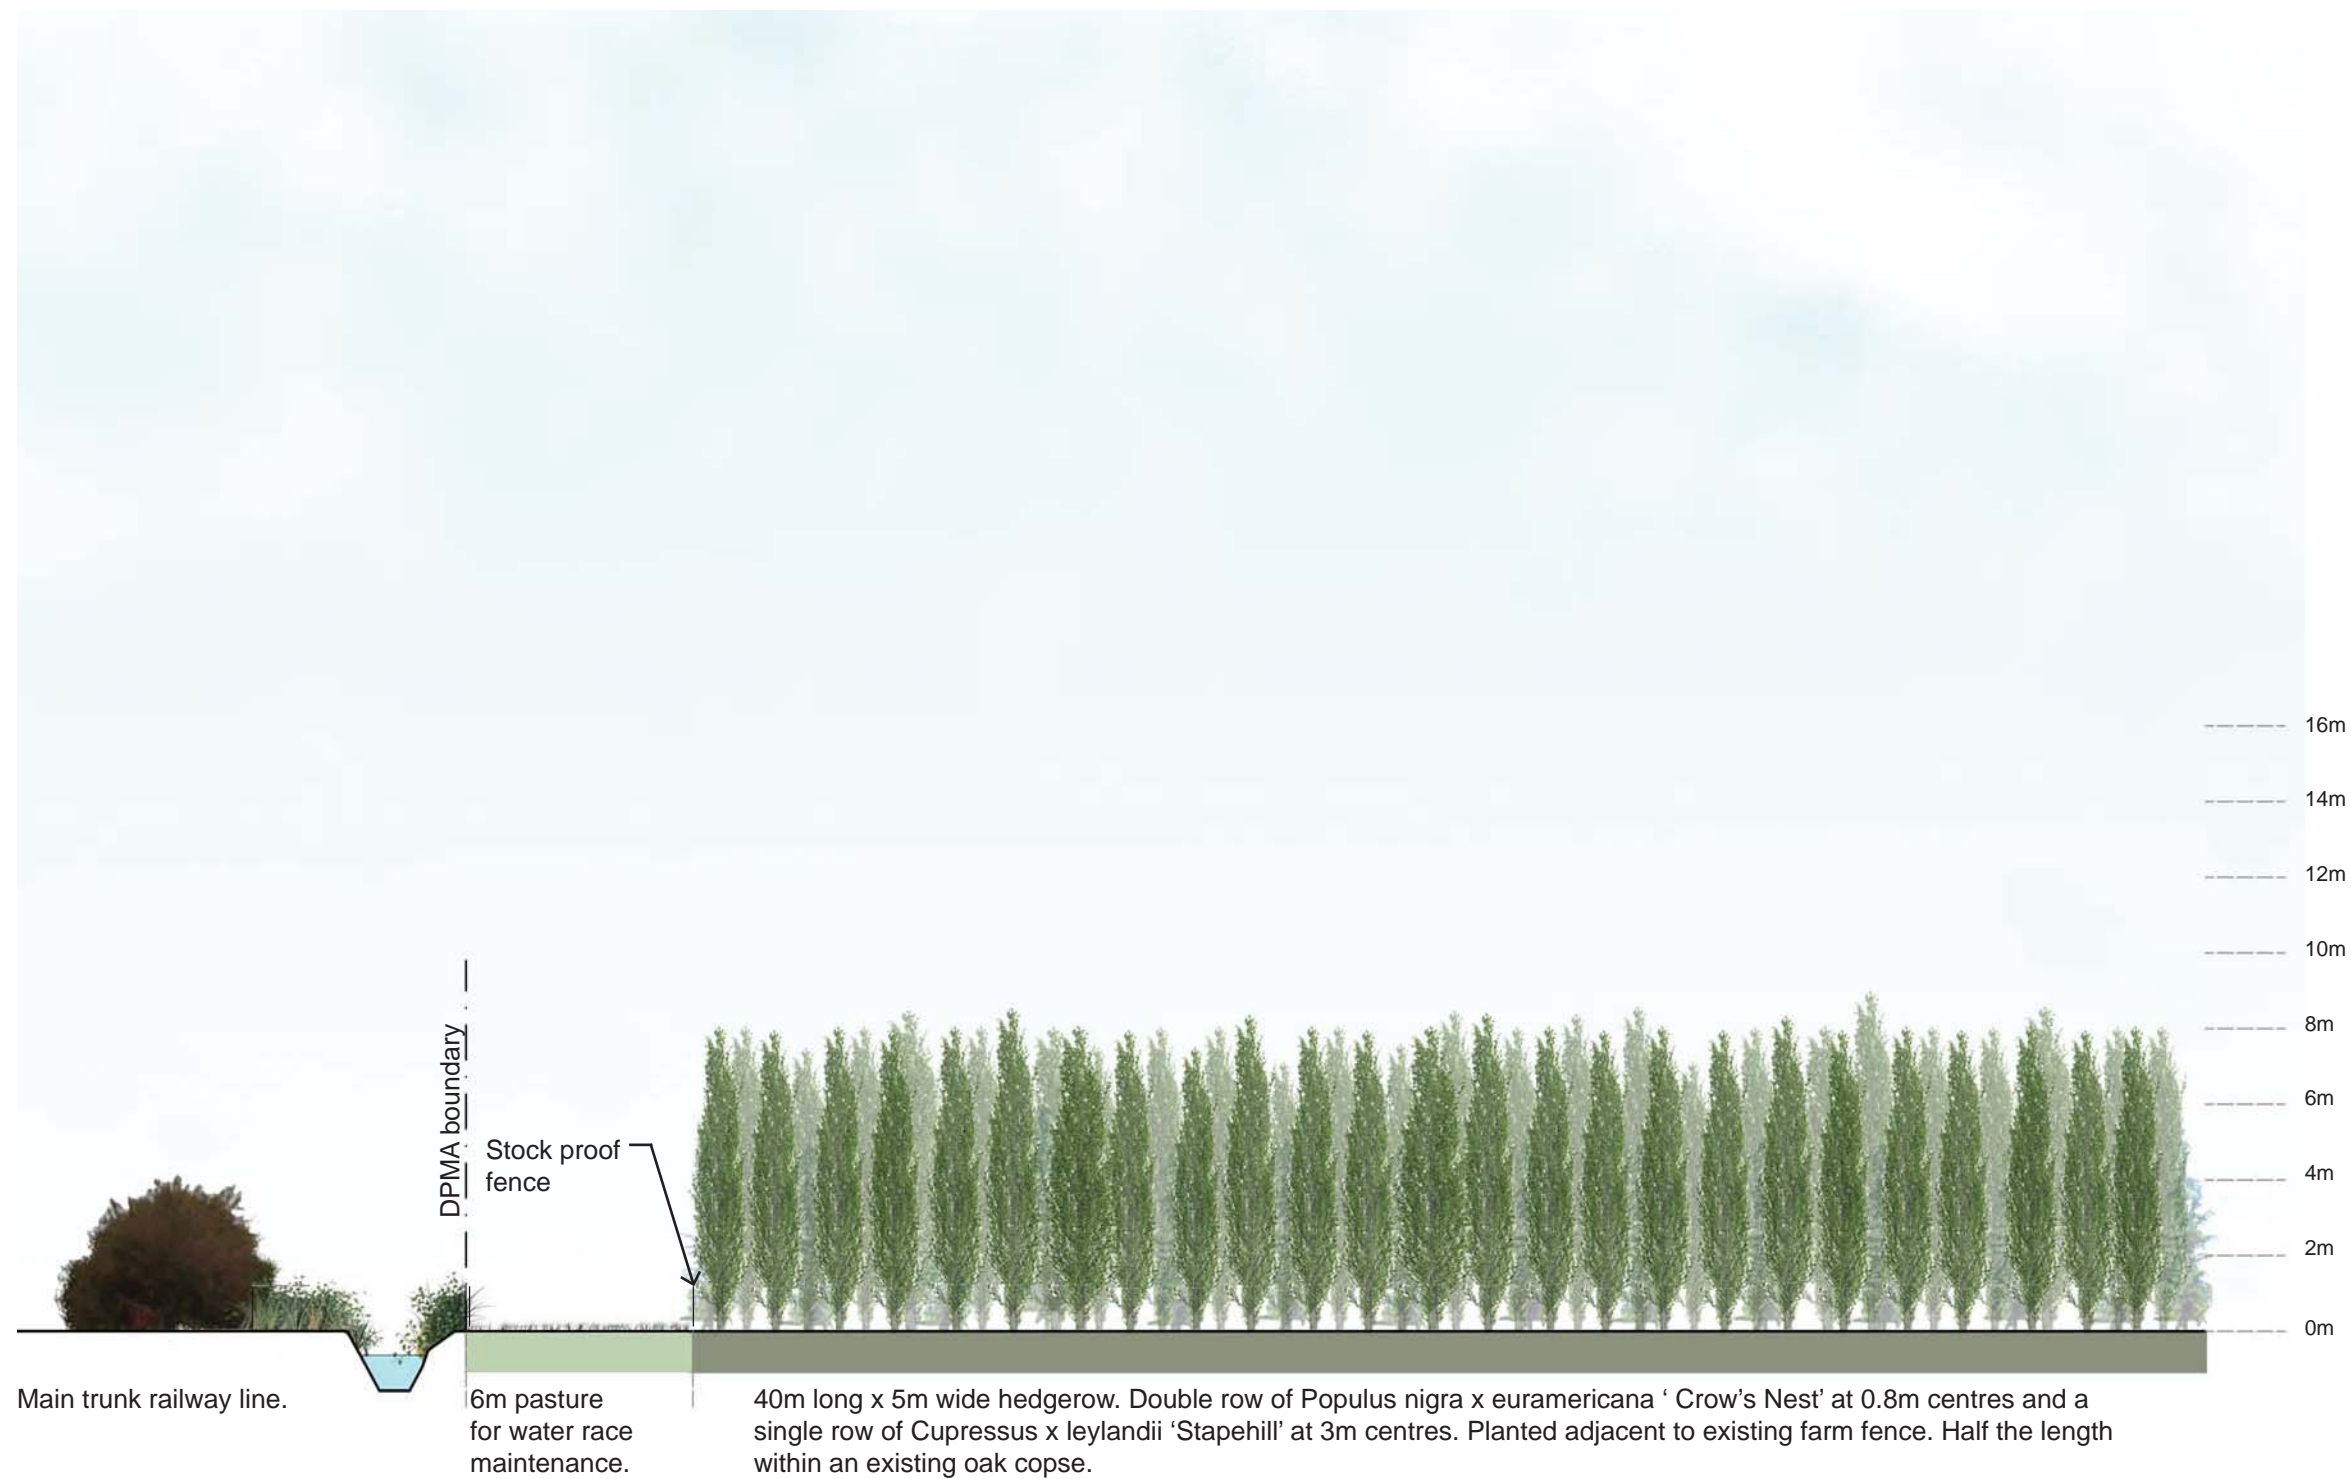 16m
14m
12m
10m
8m
6m
4m
2m
0m
DPMA boundary
Stock proof
fence
Main trunk railway line.
6m pasture
for water race
maintenance.
40m long x 5m wide hedgerow. Double row of Populus nigra x euramericana ‘ Crow’s Nest’ at 0.8m centres and a
single row of Cupressus x leylandii ‘Stapehill’ at 3m centres. Planted adjacent to existing farm fence. Half the length
within an existing oak copse.